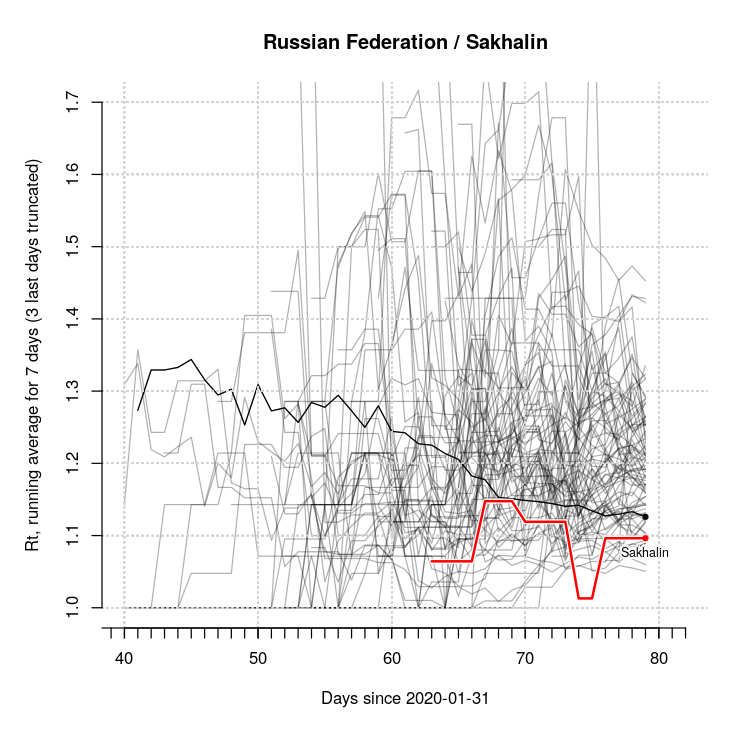 Russian Federation / Sakhalin
Rt, running average for 7 days (3 last days truncated)
1.7
1.6
1.5
1.4
1.3
1.2
1.1
1.0
Sakhalin
40 50 60 70 80
Days since 2020-01-31